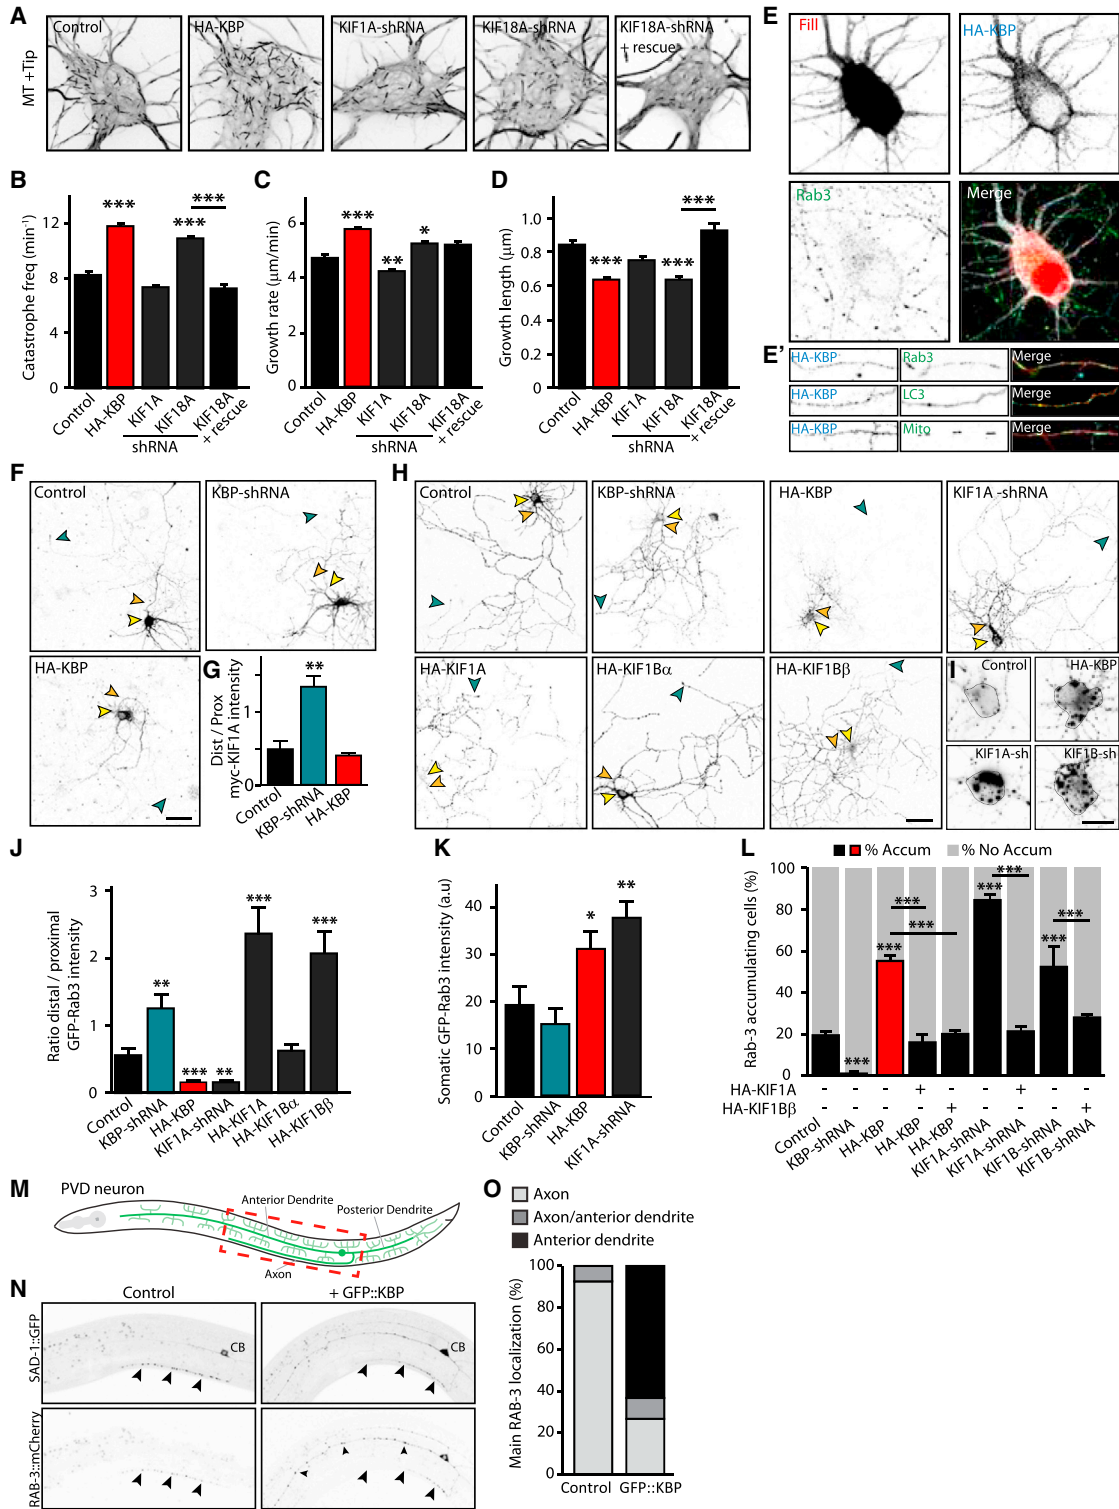 A
MT +Tip
Control
HA-KBP
KIF1A-shRNA
KIF18A-shRNA
KIF18A-shRNA
+ rescue
B
Catastrophe freq (min⁻¹)
12
8
4
0
***
***
***
Control
HA-KBP
KIF1A
KIF18A
KIF18A
+ rescue
shRNA
C
Growth rate (μm/min)
6
4
2
0
***
**
*
Control
HA-KBP
KIF1A
KIF18A
KIF18A
+ rescue
shRNA
D
Growth length (μm)
1.0
0.8
0.6
0.4
0.2
0
***
***
***
Control
HA-KBP
KIF1A
KIF18A
KIF18A
+ rescue
shRNA
E
Fill
HA-KBP
Rab3
Merge
E'
HA-KBP
Rab3
Merge
HA-KBP
LC3
Merge
HA-KBP
Mito
Merge
F
Control
KBP-shRNA
HA-KBP
G
Dist / Prox
myc-KIF1A intensity
1
0
**
Control
KBP-shRNA
HA-KBP
H
Control
KBP-shRNA
HA-KBP
KIF1A -shRNA
HA-KIF1A
HA-KIF1Bα
HA-KIF1Bβ
I
Control
HA-KBP
KIF1A-sh
KIF1B-sh
J
Ratio distal / proximal
GFP-Rab3 intensity
3
2
1
0
**
***
**
***
***
Control
KBP-shRNA
HA-KBP
KIF1A-shRNA
HA-KIF1A
HA-KIF1Bα
HA-KIF1Bβ
K
Somatic GFP-Rab3 intensity (a.u)
40
30
20
10
0
*
**
Control
KBP-shRNA
HA-KBP
KIF1A-shRNA
L
% Accum
% No Accum
Rab-3 accumulating cells (%)
100
80
60
40
20
0
***
***
***
***
***
***
***
***
HA-KIF1A
- - - + - - + - -
HA-KIF1Bβ
- - - - + - - - +
Control
KBP-shRNA
HA-KBP
HA-KBP
HA-KBP
KIF1A-shRNA
KIF1A-shRNA
KIF1B-shRNA
KIF1B-shRNA
M
PVD neuron
Anterior Dendrite
Posterior Dendrite
Axon
N
Control
+ GFP::KBP
SAD-1::GFP
CB
CB
RAB-3::mCherry
O
Axon
Axon/anterior dendrite
Anterior dendrite
Main RAB-3 localization (%)
100
80
60
40
20
0
Control
GFP::KBP